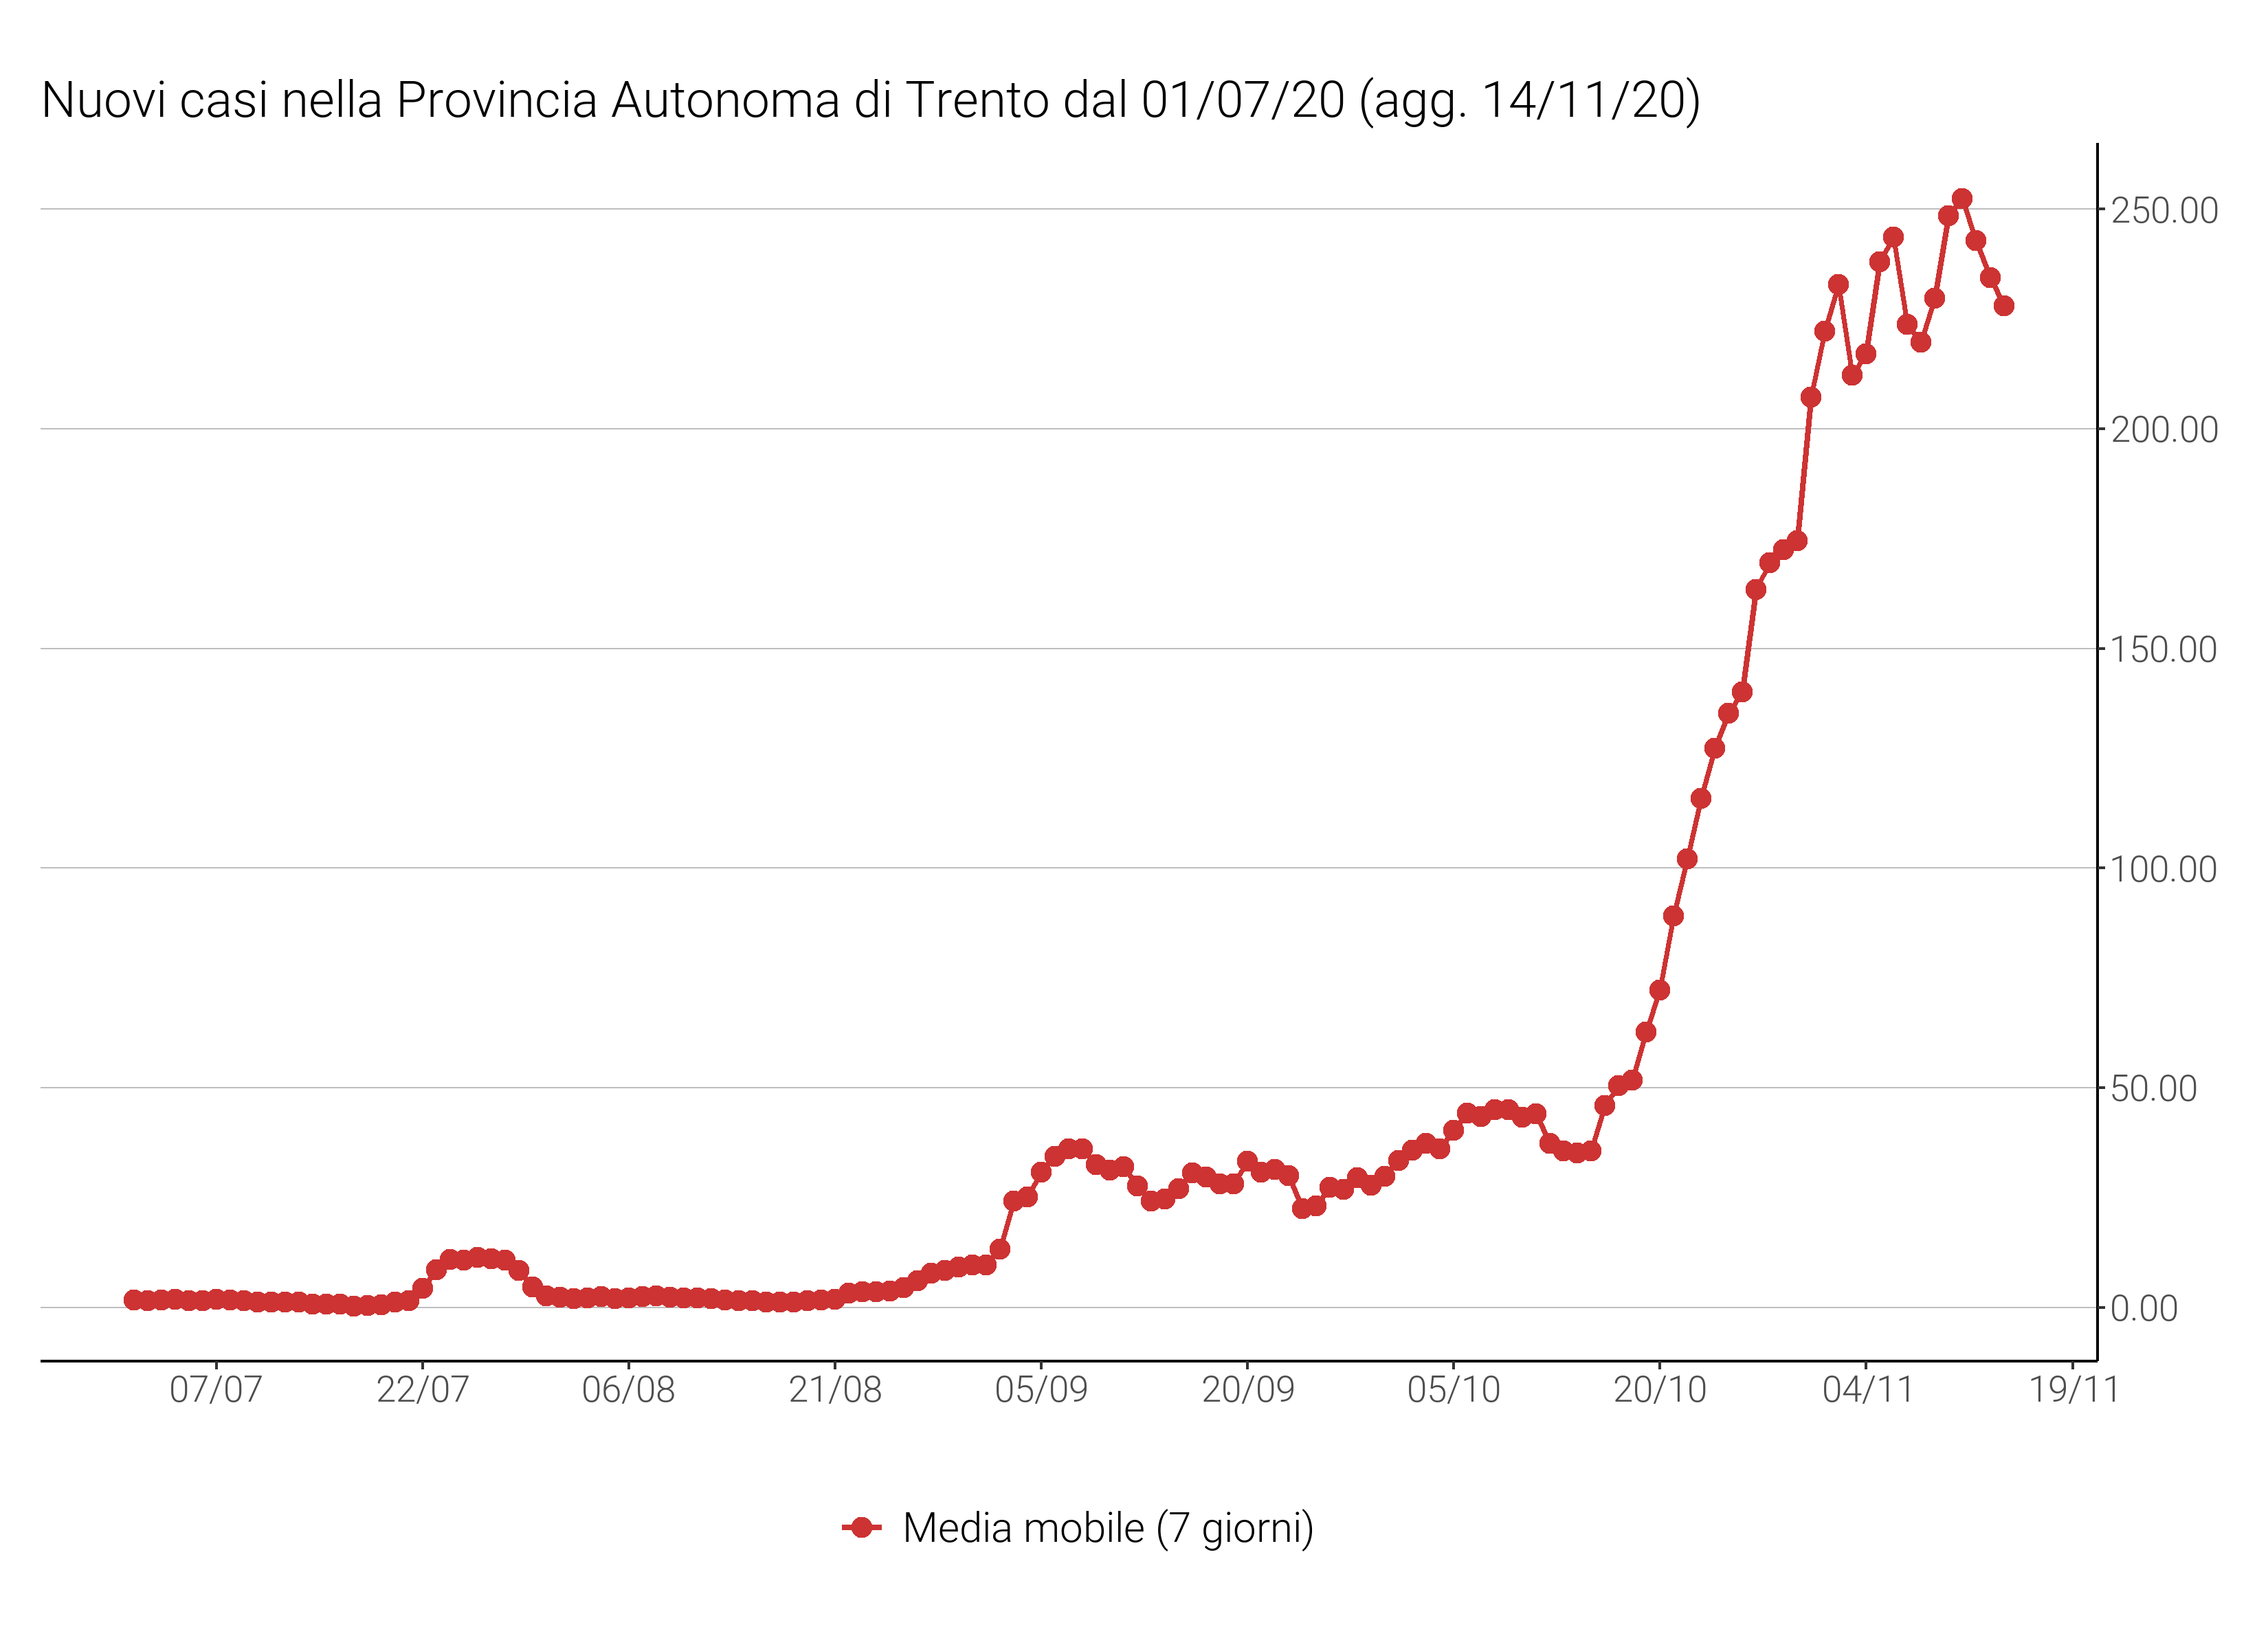 Nuovi casi nella Provincia Autonoma di Trento dal 01/07/20 (agg. 14/11/20)
250.00
200.00
150.00
100.00
50.00
0.00
07/07 22/07 06/08 21/08 05/09 20/09 05/10 20/10 04/11 19/11
Media mobile (7 giorni)